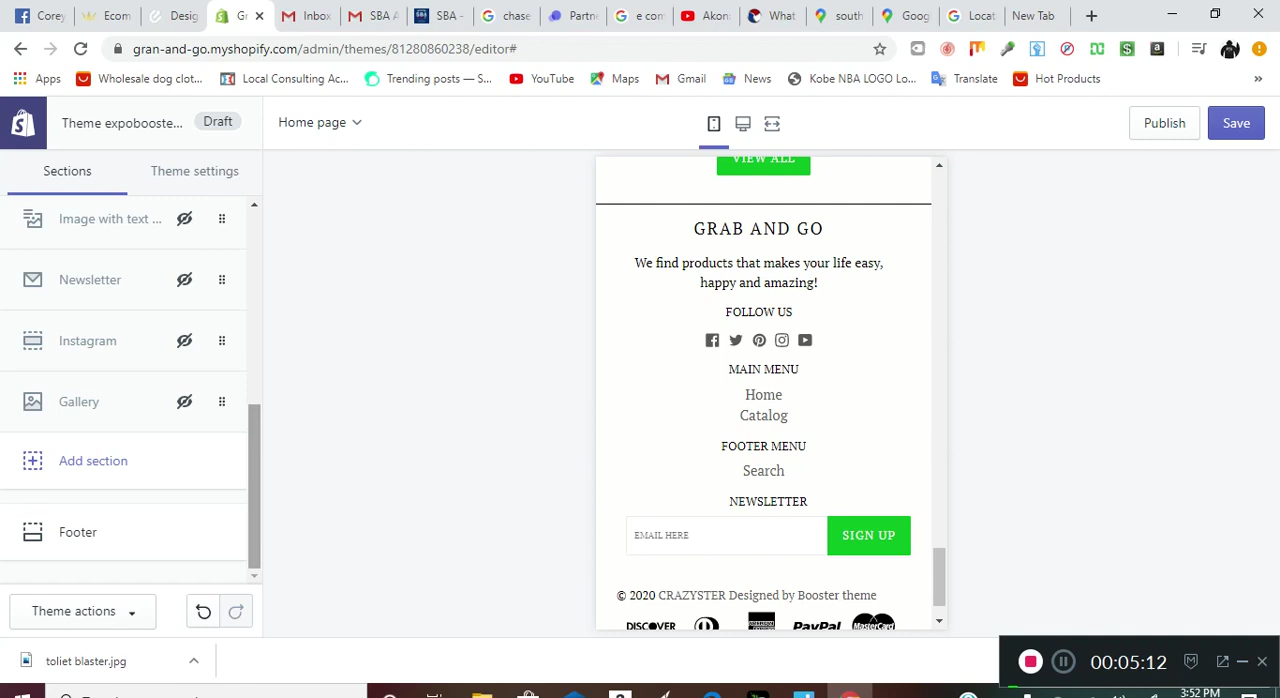 Corey
Ecom
Desig
Gr
Inbox
SBA A
SBA -
chase
Partne
e com
Akon
What
south
Goog
Locat
New Tab
gran-and-go.myshopify.com/admin/themes/81280860238/editor#
Apps
Wholesale dog clot...
Local Consulting Ac...
Trending posts — S...
YouTube
Maps
Gmail
News
Kobe NBA LOGO Lo...
Translate
Hot Products
»
Theme expobooste...
Draft
Home page
Publish
Save
Sections
Theme settings
Image with text ...
Newsletter
Instagram
Gallery
Add section
Footer
Theme actions
VIEW ALL
GRAB AND GO
We find products that makes your life easy,
happy and amazing!
FOLLOW US
MAIN MENU
Home
Catalog
FOOTER MENU
Search
NEWSLETTER
EMAIL HERE
SIGN UP
© 2020 CRAZYSTER Designed by Booster theme
DISCOVER
PayPal
MasterCard
toliet blaster.jpg
00:05:12
3:52 PM